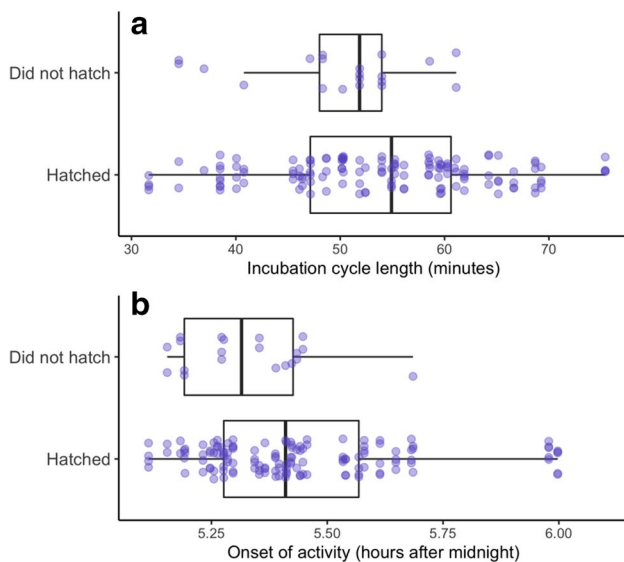 a
Did not hatch
Hatched
30 40 50 60 70
Incubation cycle length (minutes)
b
Did not hatch
Hatched
5.25 5.50 5.75 6.00
Onset of activity (hours after midnight)